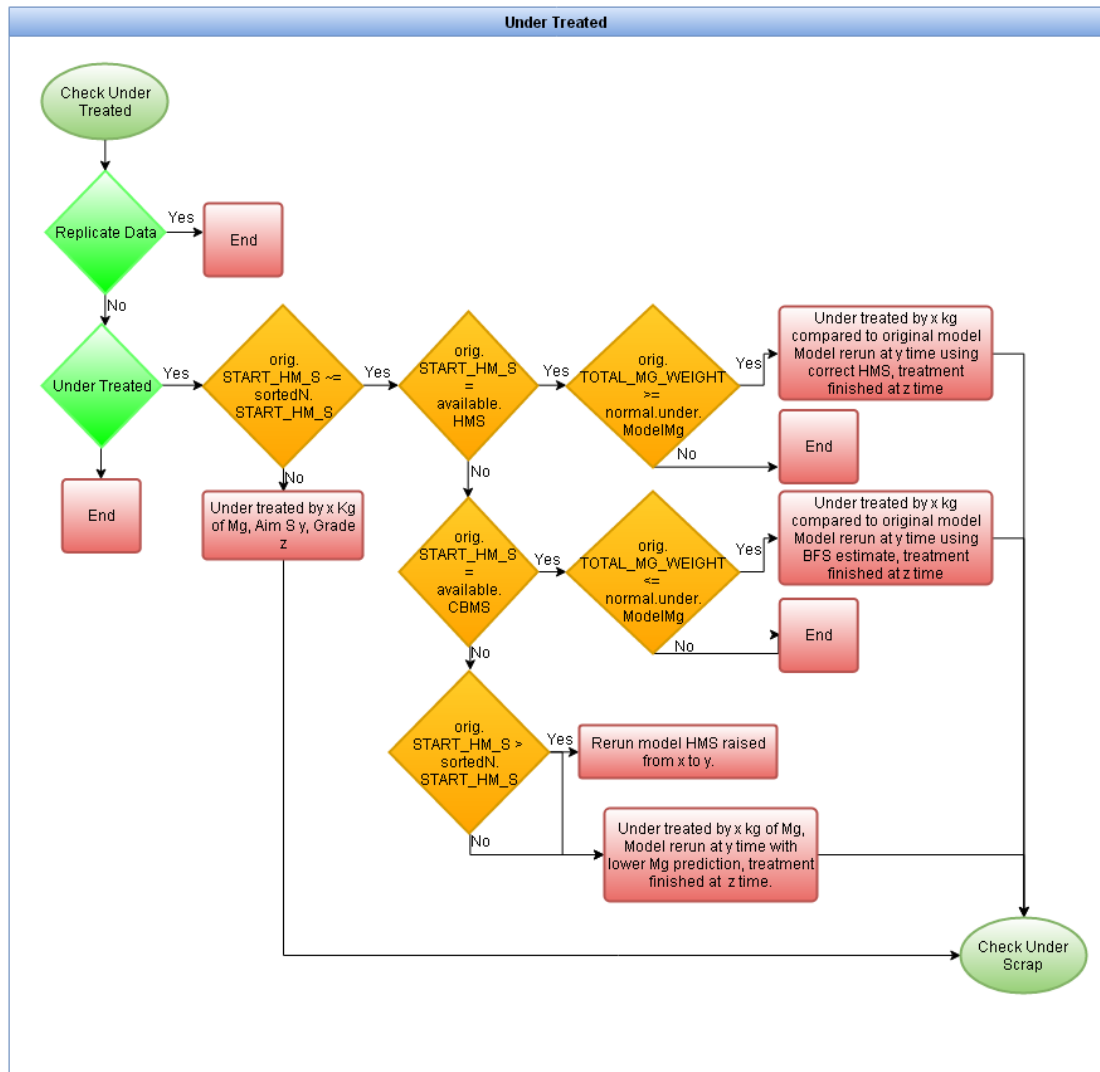 Under Treated
Check Under
Treated
Replicate Data
Yes
End
No
Under Treated
Yes
End
orig.
START_HM_S ~=
sortedN.
START_HM_S
Yes
No
Under treated by x Kg
of Mg, Aim S y, Grade
z
orig.
START_HM_S
=
available.
HMS
Yes
No
orig.
TOTAL_MG_WEIGHT
>=
normal.under.
ModelMg
Yes
No
Under treated by x kg
compared to original model
Model rerun at y time using
correct HMS, treatment
finished at z time
End
orig.
START_HM_S
=
available.
CBMS
Yes
No
orig.
TOTAL_MG_WEIGHT
<=
normal.under.
ModelMg
Yes
No
Under treated by x kg
compared to original model
Model rerun at y time using
BFS estimate, treatment
finished at z time
End
orig.
START_HM_S >
sortedN.
START_HM_S
Yes
No
Rerun model HMS raised
from x to y.
Under treated by x kg of Mg,
Model rerun at y time with
lower Mg prediction, treatment
finished at z time.
Check Under
Scrap